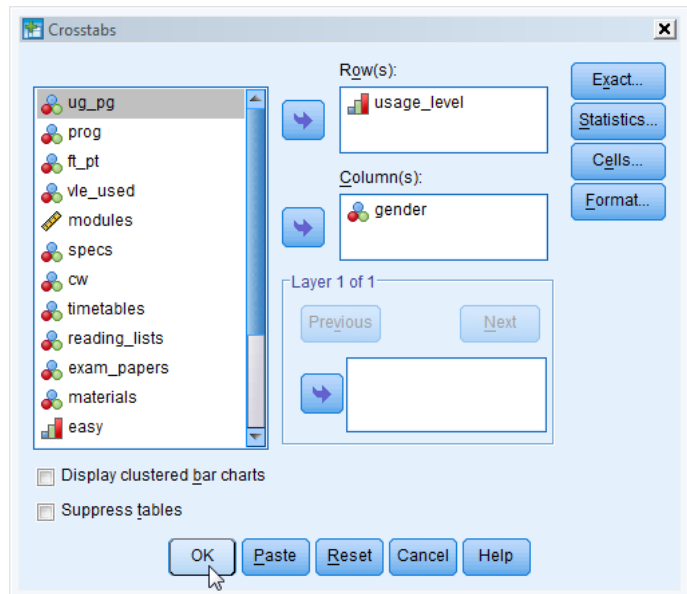 Crosstabs
ug_pg
prog
ft_pt
vle_used
modules
specs
cw
timetables
reading_lists
exam_papers
materials
easy
Row(s):
usage_level
Column(s):
gender
Layer 1 of 1
Previous
Next
Exact...
Statistics...
Cells...
Format...
Display clustered bar charts
Suppress tables
OK
Paste
Reset
Cancel
Help